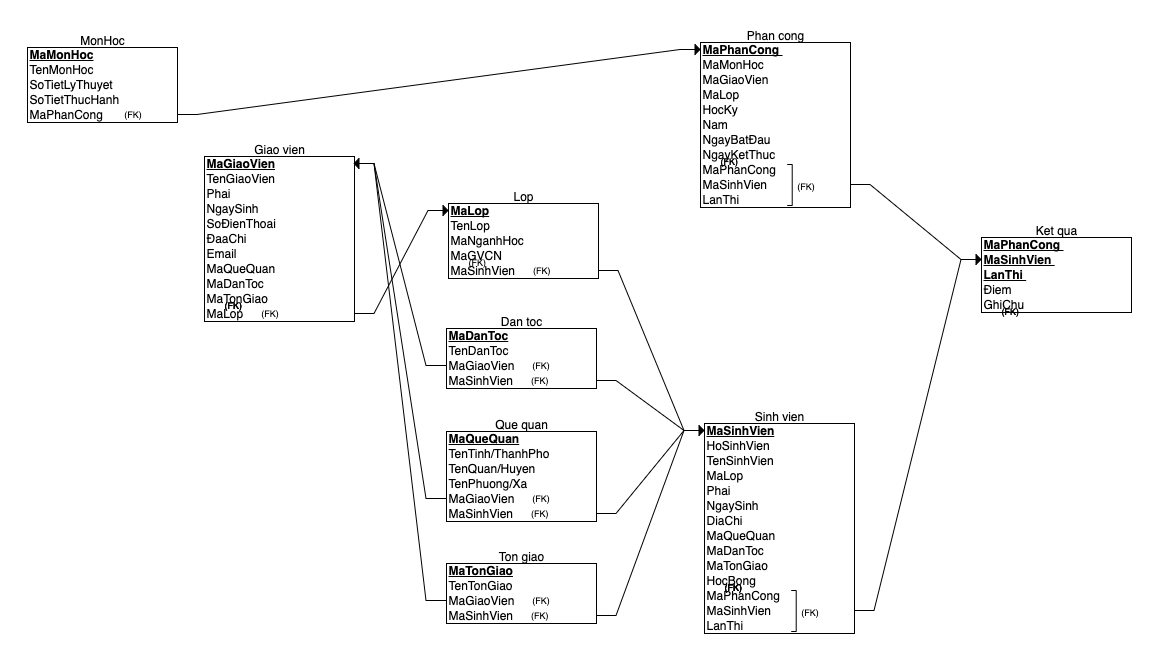 MonHoc
MaMonHoc
TenMonHoc
SoTietLyThuyet
SoTietThucHanh
MaPhanCong (FK)
Phan cong
MaPhanCong
MaMonHoc
MaGiaoVien
MaLop
HocKy
Nam
NgayBatĐau
NgayKetThuc
(FK)
MaPhanCong
MaSinhVien (FK)
LanThi
Giao vien
MaGiaoVien
TenGiaoVien
Phai
NgaySinh
SoĐienThoai
ĐaaChi
Email
MaQueQuan
MaDanToc
MaTonGiao
(FK)
MaLop (FK)
Lop
MaLop
TenLop
MaNganhHoc
MaGVCN
(FK)
MaSinhVien (FK)
Ket qua
MaPhanCong
MaSinhVien
LanThi
Điem
GhiChu
(FK)
Dan toc
MaDanToc
TenDanToc
MaGiaoVien (FK)
MaSinhVien (FK)
Que quan
MaQueQuan
TenTinh/ThanhPho
TenQuan/Huyen
TenPhuong/Xa
MaGiaoVien (FK)
MaSinhVien (FK)
Sinh vien
MaSinhVien
HoSinhVien
TenSinhVien
MaLop
Phai
NgaySinh
DiaChi
MaQueQuan
MaDanToc
MaTonGiao
HocBong
(FK)
MaPhanCong
MaSinhVien (FK)
LanThi
Ton giao
MaTonGiao
TenTonGiao
MaGiaoVien (FK)
MaSinhVien (FK)